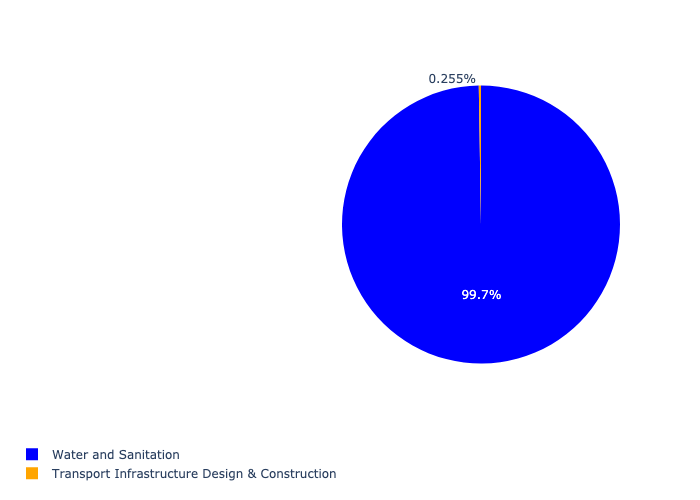 0.255%
99.7%
Water and Sanitation
Transport Infrastructure Design & Construction